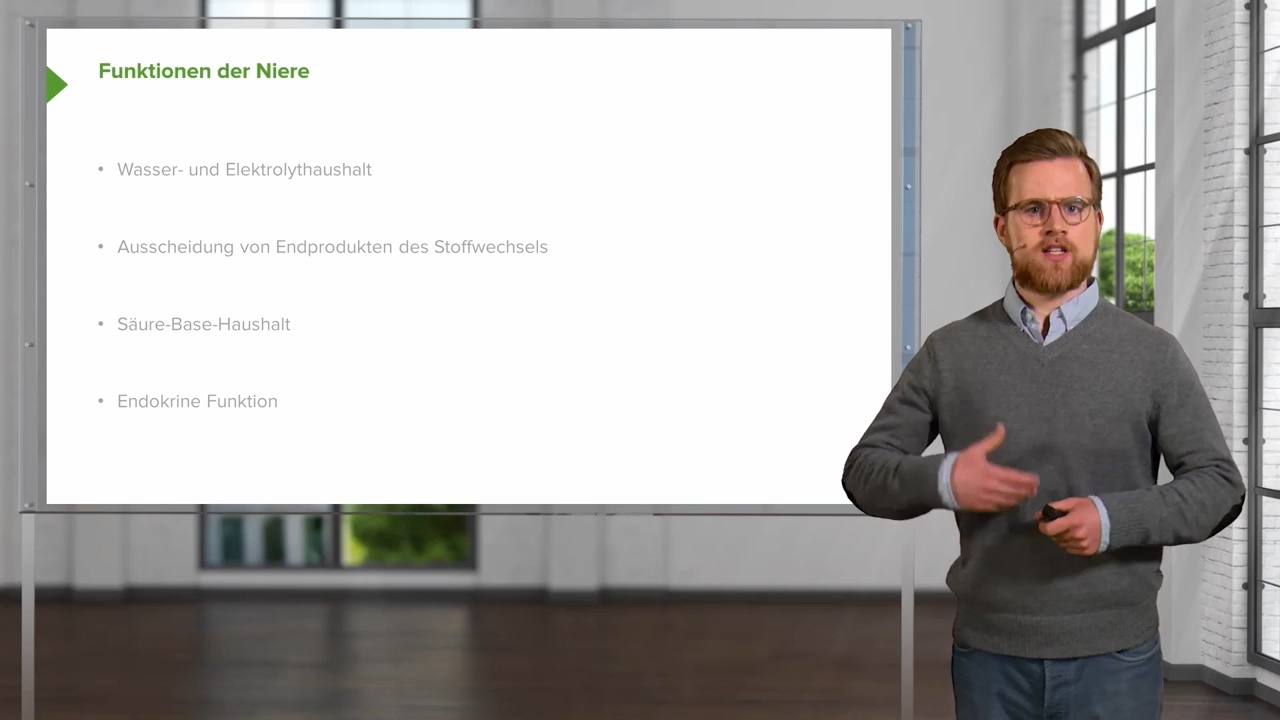 Funktionen der Niere
• Wasser- und Elektrolythaushalt
• Ausscheidung von Endprodukten des Stoffwechsels
• Säure-Base-Haushalt
• Endokrine Funktion